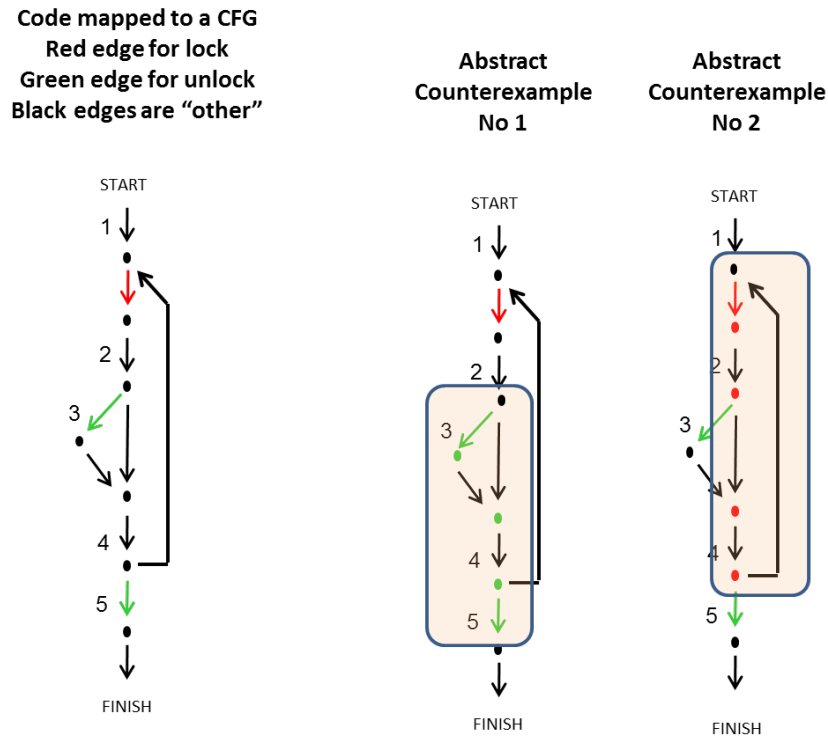 Code mapped to a CFG
Red edge for lock
Green edge for unlock
Black edges are “other”
START
1
2
3
4
5
FINISH
Abstract
Counterexample
No 1
START
1
2
3
4
5
FINISH
Abstract
Counterexample
No 2
START
1
2
3
4
5
FINISH